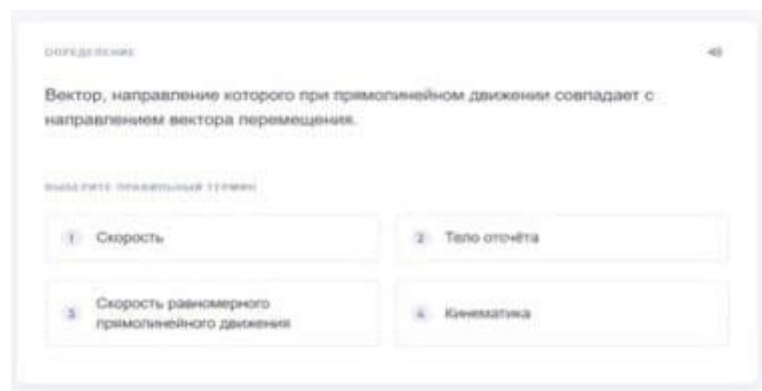 ОПРЕДЕЛЕНИЕ
Вектор, направление которого при прямолинейном движении совпадает с
направлением вектора перемещения.
ВЫБЕРИТЕ ПРАВИЛЬНЫЙ ТЕРМИН
1 Скорость
2 Тело отсчёта
3 Скорость равномерного
прямолинейного движения
4 Кинематика